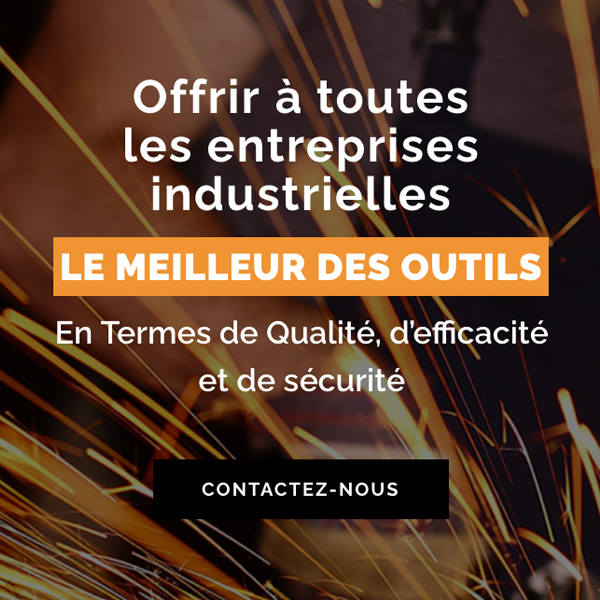 Offrir à toutes
les entreprises
industrielles
LE MEILLEUR DES OUTILS
En Termes de Qualité, d’efficacité
et de sécurité
CONTACTEZ-NOUS